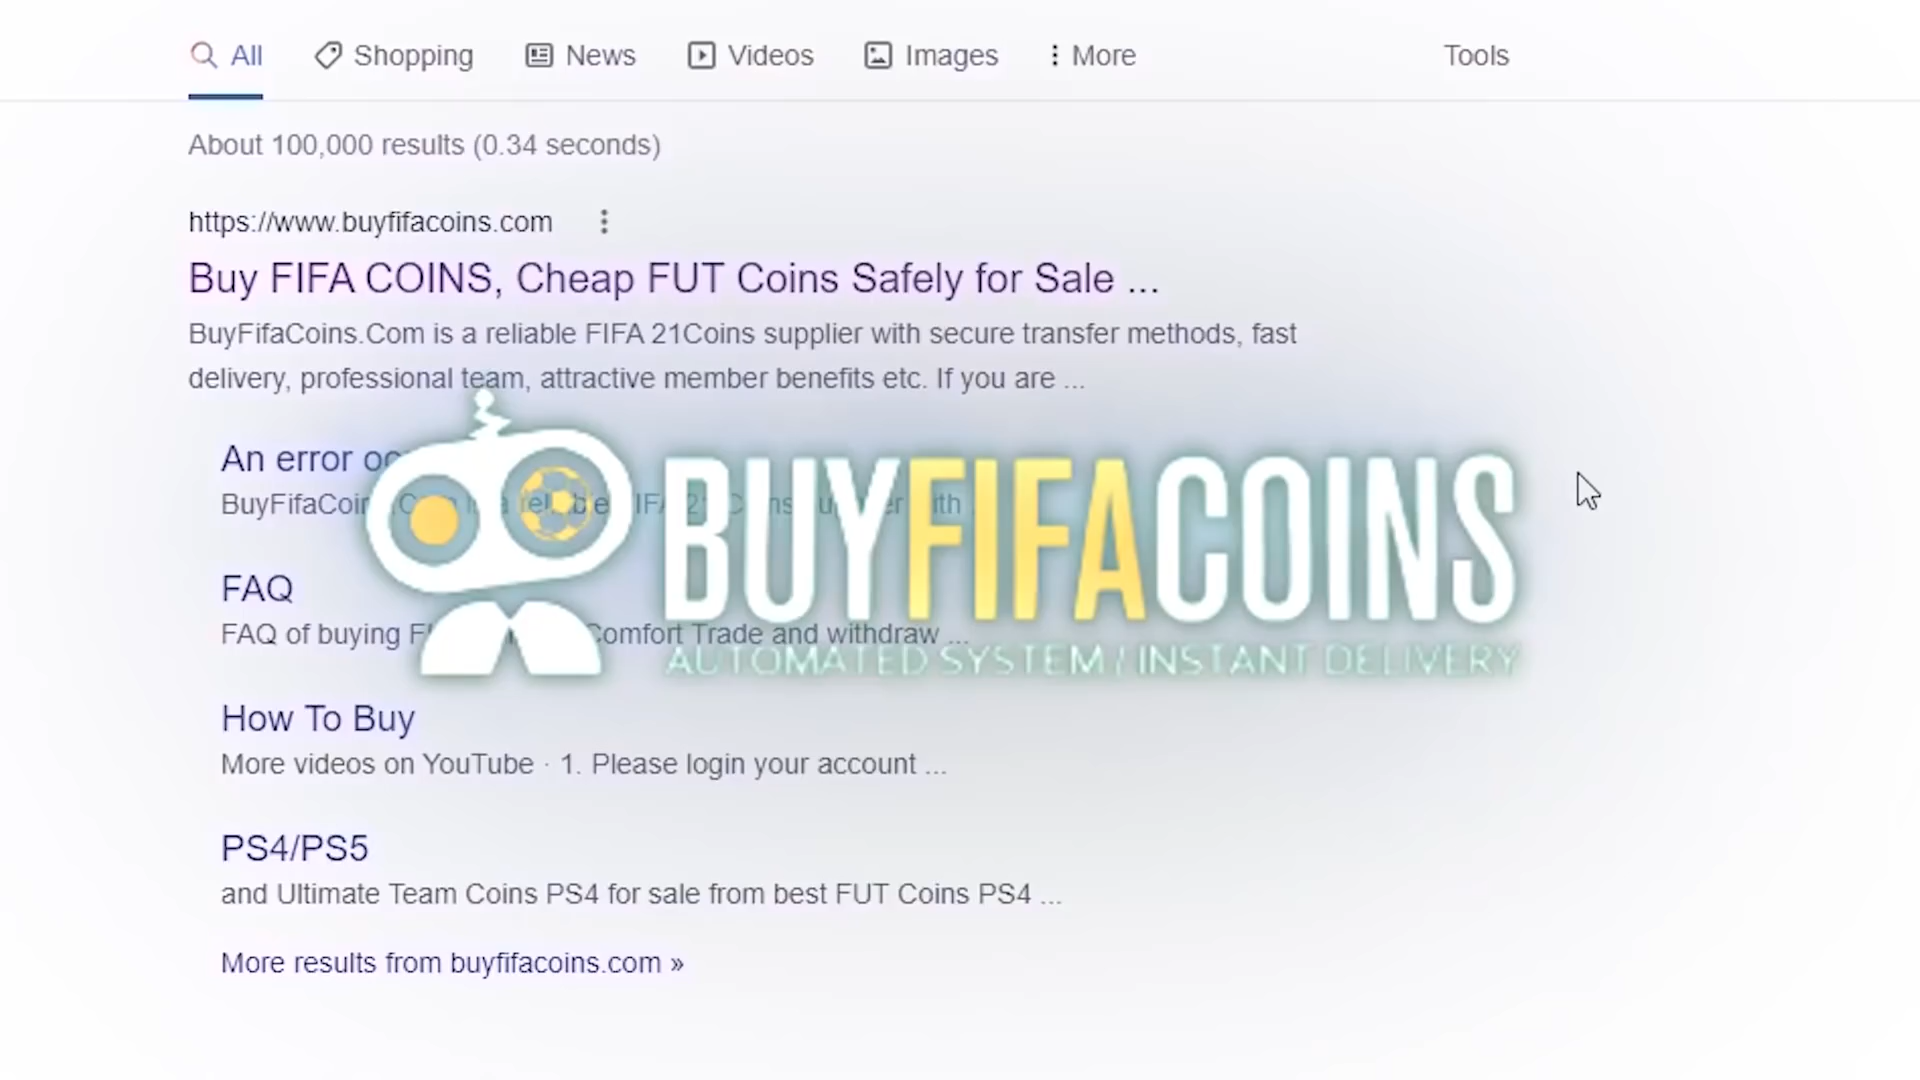 All Shopping News Videos Images More Tools
About 100,000 results (0.34 seconds)
https://www.buyfifacoins.com
Buy FIFA COINS, Cheap FUT Coins Safely for Sale ...
BuyFifaCoins.Com is a reliable FIFA 21Coins supplier with secure transfer methods, fast
delivery, professional team, attractive member benefits etc. If you are ...
An error
BUYFIFACOINS
AUTOMATED SYSTEM / INSTANT DELIVERY
FAQ
FAQ of buying Comfort Trade and withdraw ...
How To Buy
More videos on YouTube · 1. Please login your account ...
PS4/PS5
and Ultimate Team Coins PS4 for sale from best FUT Coins PS4 ...
More results from buyfifacoins.com »